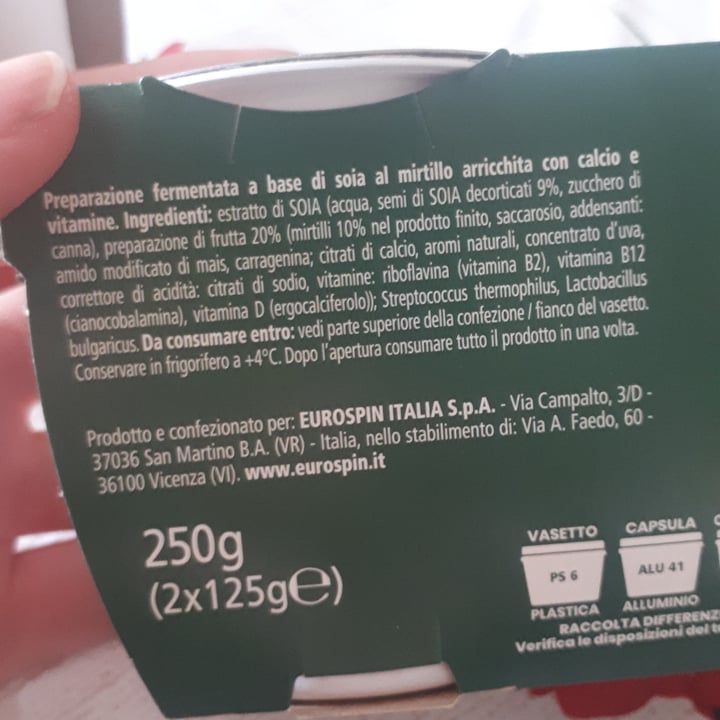 Preparazione fermentata a base di soia al mirtillo arricchita con calcio e
vitamine. Ingredienti: estratto di SOIA (acqua, semi di SOIA decorticati 9%, zucchero di
canna), preparazione di frutta 20% (mirtilli 10% nel prodotto finito, saccarosio, addensanti:
amido modificato di mais, carragenina; citrati di calcio, aromi naturali, concentrato d'uva,
correttore di acidità: citrati di sodio, vitamine: riboflavina (vitamina B2), vitamina B12
(cianocobalamina), vitamina D (ergocalciferolo)); Streptococcus thermophilus, Lactobacillus
bulgaricus. Da consumare entro: vedi parte superiore della confezione / fianco del vasetto.
Conservare in frigorifero a +4°C. Dopo l'apertura consumare tutto il prodotto in una volta.
Prodotto e confezionato per: EUROSPIN ITALIA S.p.A. - Via Campalto, 3/D -
37036 San Martino B.A. (VR) - Italia, nello stabilimento di: Via A. Faedo, 60 -
36100 Vicenza (VI). www.eurospin.it
250g
(2x125g℮)
VASETTO CAPSULA
PS 6 ALU 41
PLASTICA ALLUMINIO
RACCOLTA DIFFERENZ
Verifica le disposizioni del